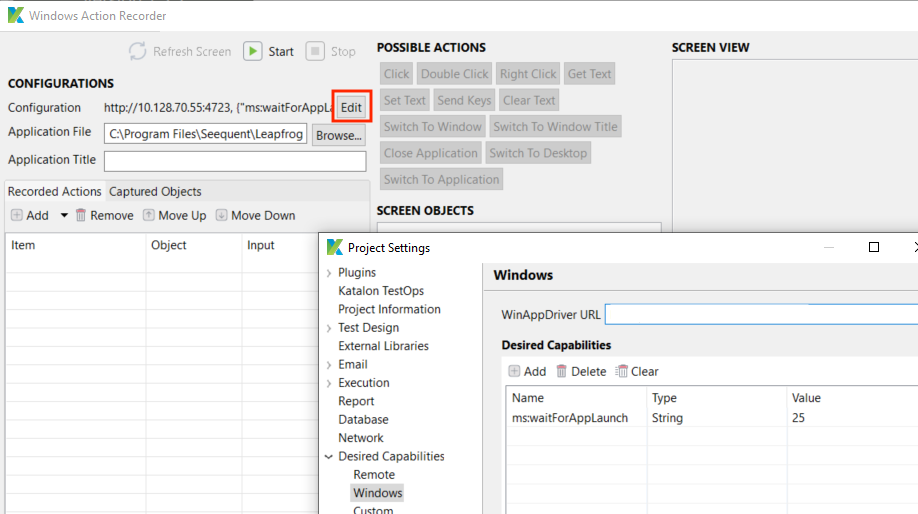 Windows Action Recorder
Refresh Screen
Start
Stop
CONFIGURATIONS
Configuration http://10.128.70.55:4723, {"ms:waitForAppLau Edit
Application File C:\Program Files\Seequent\Leapfrog Browse...
Application Title
Recorded Actions Captured Objects
Add Remove Move Up Move Down
Item Object Input
POSSIBLE ACTIONS
Click Double Click Right Click Get Text
Set Text Send Keys Clear Text
Switch To Window Switch To Window Title
Close Application Switch To Desktop
Switch To Application
SCREEN OBJECTS
SCREEN VIEW
Project Settings
Plugins
Katalon TestOps
Project Information
Test Design
External Libraries
Email
Execution
Report
Database
Network
Desired Capabilities
Remote
Windows
Custom
Windows
WinAppDriver URL
Desired Capabilities
Add Delete Clear
Name Type Value
ms:waitForAppLaunch String 25